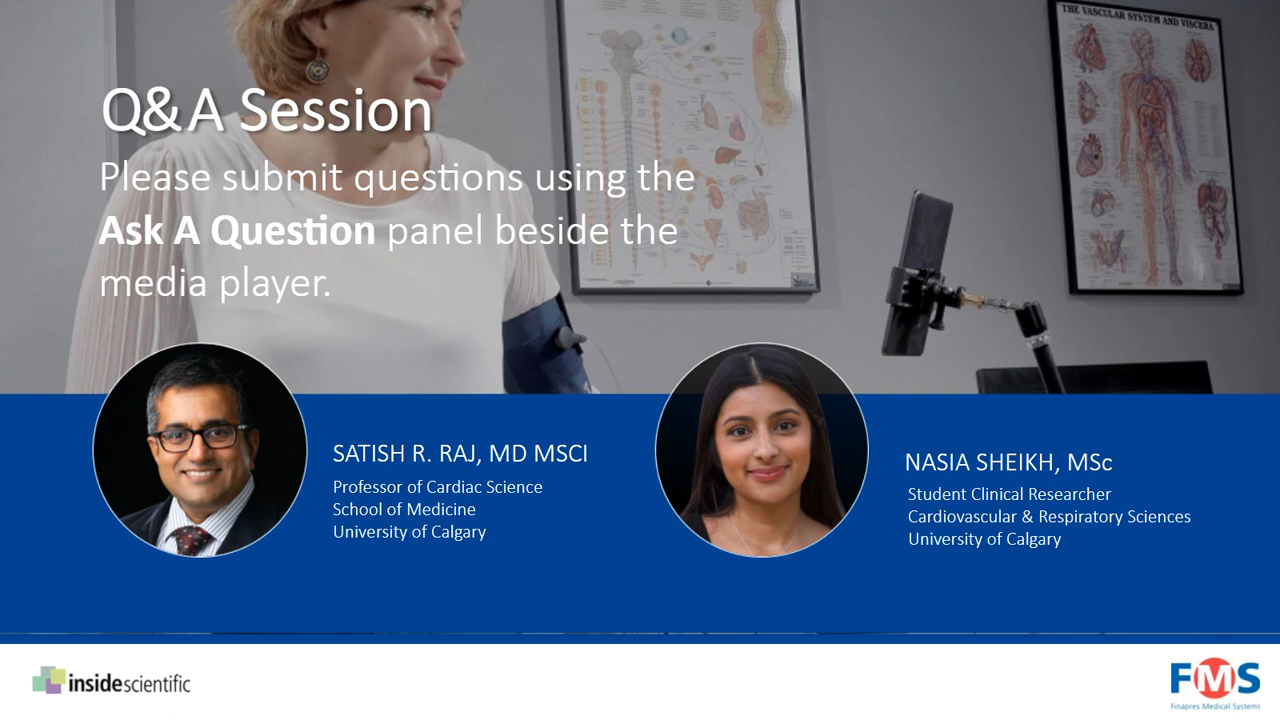 THE VASCULAR SYSTEM AND VISCERA
Q&A Session
Please submit questions using the
Ask A Question panel beside the
media player.
SATISH R. RAJ, MD MSCI
Professor of Cardiac Science
School of Medicine
University of Calgary
NASIA SHEIKH, MSc
Student Clinical Researcher
Cardiovascular & Respiratory Sciences
University of Calgary
insidescientific
FMS
Finapres Medical Systems